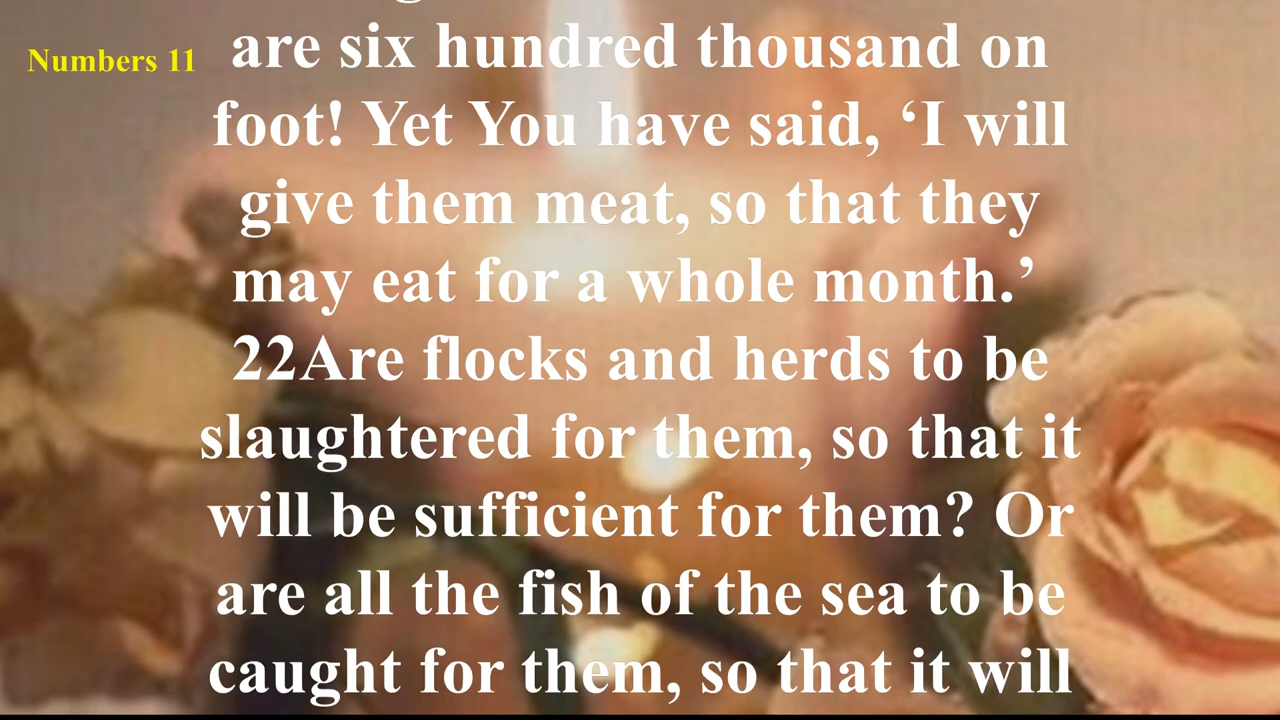 Numbers 11
are six hundred thousand on
foot! Yet You have said, ‘I will
give them meat, so that they
may eat for a whole month.’
22Are flocks and herds to be
slaughtered for them, so that it
will be sufficient for them? Or
are all the fish of the sea to be
caught for them, so that it will